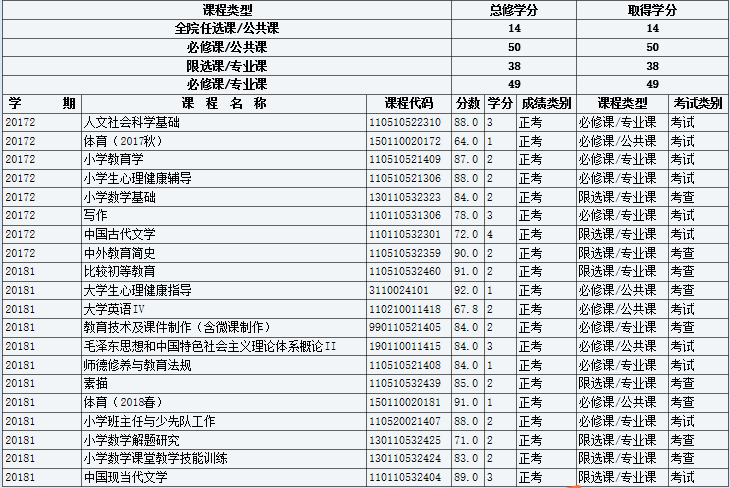 课程类型 总修学分 取得学分
全院任选课/公共课 14 14
必修课/公共课 50 50
限选课/专业课 38 38
必修课/专业课 49 49
学 期 课 程 名 称 课程代码 分数 学分 成绩类别 课程类型 考试类别
20172 人文社会科学基础 110510522310 88.0 3 正考 必修课/专业课 考试
20172 体育（2017秋） 150110020172 64.0 1 正考 必修课/公共课 考试
20172 小学教育学 110510521409 87.0 2 正考 必修课/专业课 考试
20172 小学生心理健康辅导 110510521306 88.0 2 正考 必修课/专业课 考试
20172 小学数学基础 130110532323 84.0 2 正考 限选课/专业课 考查
20172 写作 110110531306 78.0 3 正考 必修课/专业课 考试
20172 中国古代文学 110110532301 72.0 4 正考 限选课/专业课 考试
20172 中外教育简史 110510532359 90.0 2 正考 限选课/专业课 考查
20181 比较初等教育 110510532460 91.0 2 正考 限选课/专业课 考查
20181 大学生心理健康指导 3110024101 92.0 1 正考 必修课/公共课 考查
20181 大学英语IV 110210011418 67.8 2 正考 必修课/公共课 考试
20181 教育技术及课件制作（含微课制作） 990110521405 84.0 2 正考 必修课/专业课 考查
20181 毛泽东思想和中国特色社会主义理论体系概论II 190110011415 84.0 3 正考 必修课/公共课 考试
20181 师德修养与教育法规 110510521408 84.0 1 正考 必修课/专业课 考试
20181 素描 110510532439 85.0 2 正考 限选课/专业课 考查
20181 体育（2018春） 150110020181 91.0 1 正考 必修课/公共课 考查
20181 小学班主任与少先队工作 110520021407 88.0 2 正考 必修课/专业课 考试
20181 小学数学解题研究 130110532425 71.0 2 正考 限选课/专业课 考查
20181 小学数学课堂教学技能训练 130110532424 83.0 2 正考 限选课/专业课 考查
20181 中国现当代文学 110110532404 89.0 3 正考 限选课/专业课 考试